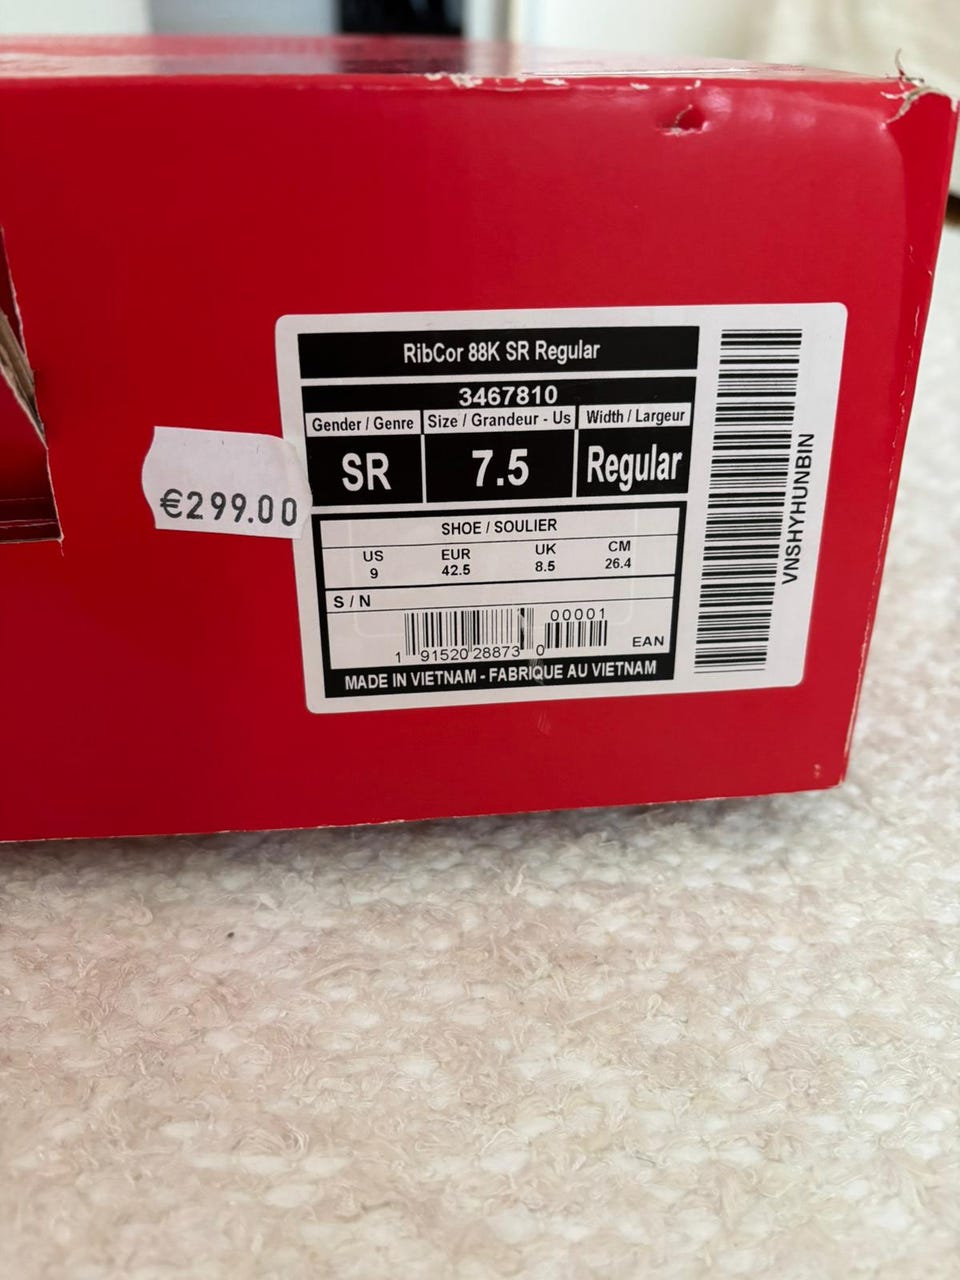 RibCor 88K SR Regular
3467810
Gender / Genre Size / Grandeur - Us Width / Largeur
SR 7.5 Regular
€299.00
SHOE / SOULIER
US EUR UK CM
9 42.5 8.5 26.4
S / N
00001
1 91520 28873 0 EAN
MADE IN VIETNAM - FABRIQUE AU VIETNAM
VNSHYHUNBIN